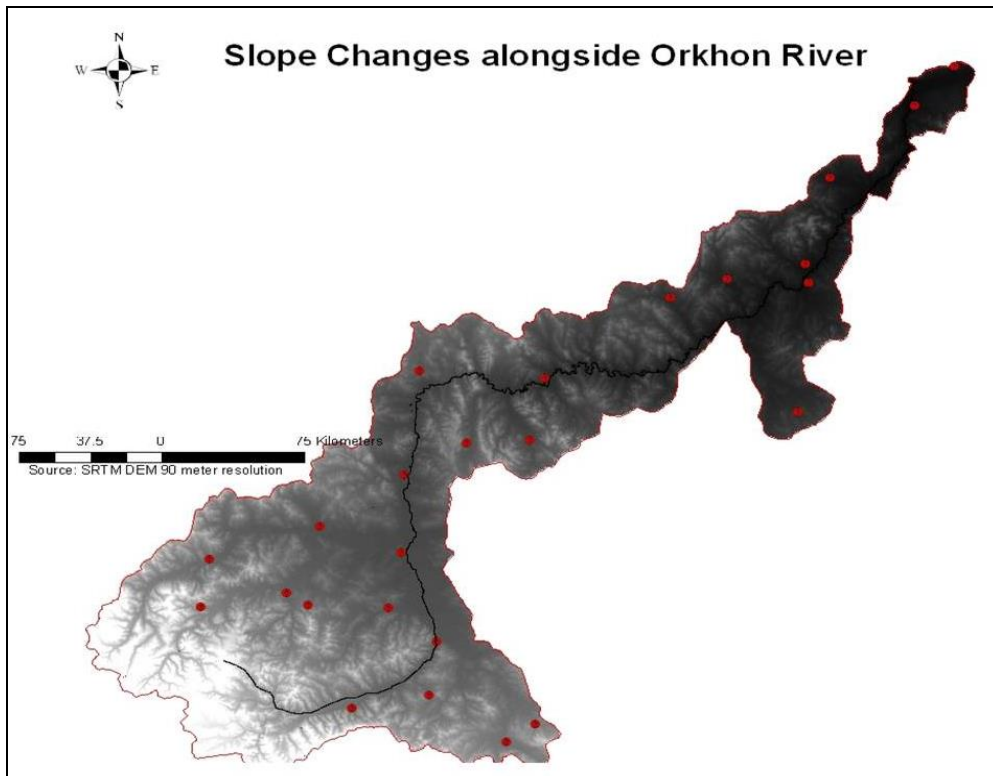 N
Slope Changes alongside Orkhon River
W E
S
75 37.5 0 75 Kilometers
Source: SRTM DEM 90 meter resolution